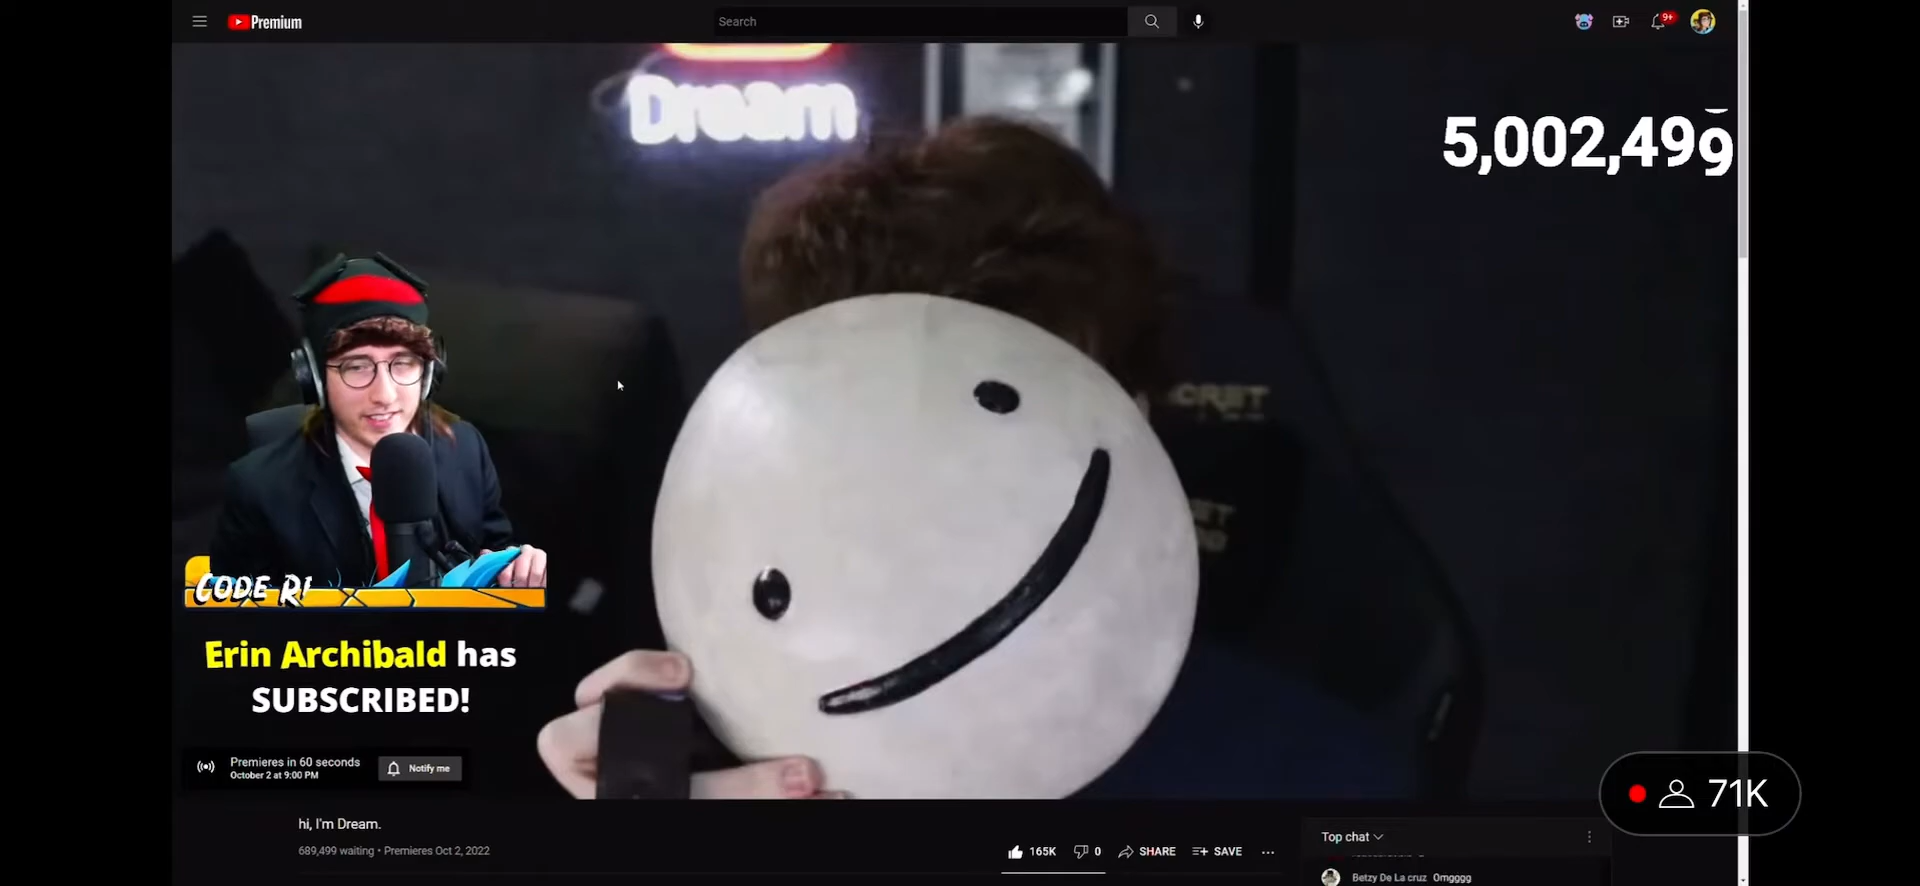 Premium
Search
9+
Dream
5,002,499
CODE R!
Erin Archibald has
SUBSCRIBED!
Premieres in 60 seconds
October 2 at 9:00 PM
Notify me
hi, I'm Dream.
689,499 waiting • Premieres Oct 2, 2022
165K
0
SHARE
SAVE
71K
Top chat
Betzy De La cruz Omgggg